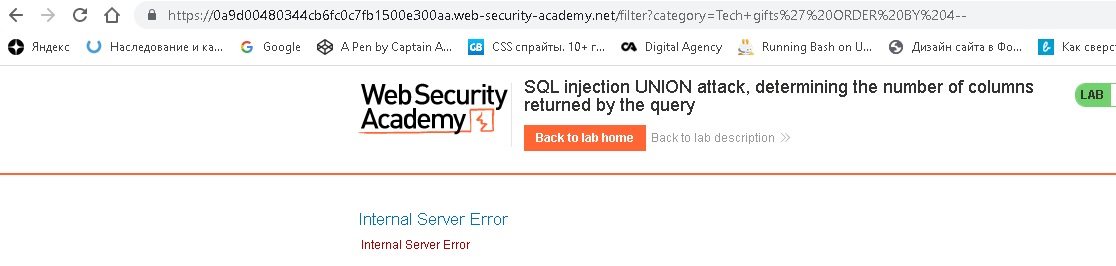 https://0a9d00480344cb6fc0c7fb1500e300aa.web-security-academy.net/filter?category=Tech+gifts%27%20ORDER%20BY%204--
Яндекс Наследование и ка... Google A Pen by Captain A... CSS спрайты. 10+ г... Digital Agency Running Bash on U... Дизайн сайта в Фо... Как сверс
Web Security
Academy
SQL injection UNION attack, determining the number of columns
returned by the query
LAB
Back to lab home Back to lab description
Internal Server Error
Internal Server Error